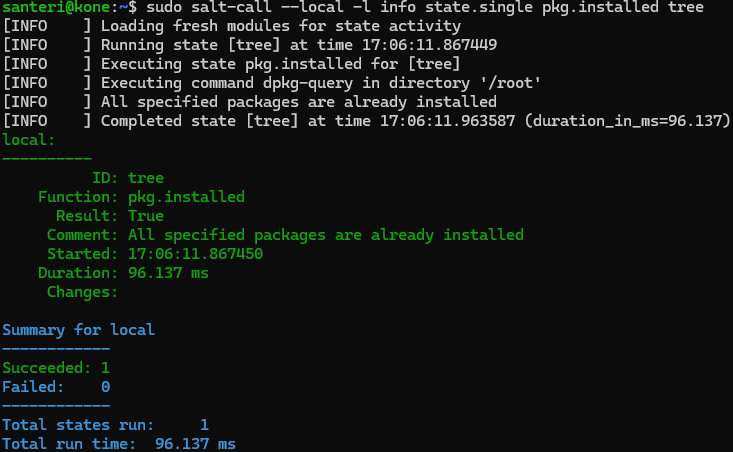 santeri@kone:~$ sudo salt-call --local -l info state.single pkg.installed tree
[INFO    ] Loading fresh modules for state activity
[INFO    ] Running state [tree] at time 17:06:11.867449
[INFO    ] Executing state pkg.installed for [tree]
[INFO    ] Executing command dpkg-query in directory '/root'
[INFO    ] All specified packages are already installed
[INFO    ] Completed state [tree] at time 17:06:11.963587 (duration_in_ms=96.137)
local:
----------
          ID: tree
    Function: pkg.installed
      Result: True
     Comment: All specified packages are already installed
     Started: 17:06:11.867450
    Duration: 96.137 ms
     Changes:

Summary for local
------------
Succeeded: 1
Failed:    0
------------
Total states run:     1
Total run time:  96.137 ms